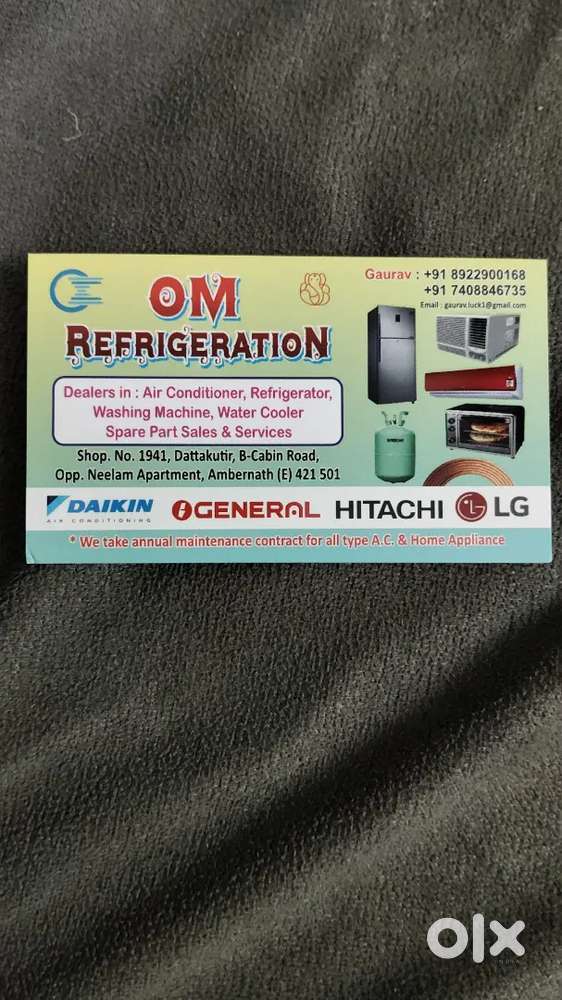 OM
REFRIGERATION
Gaurav : +91 8922900168
+91 7408846735
Email : gaurav.luck1@gmail.com
Dealers in : Air Conditioner, Refrigerator,
Washing Machine, Water Cooler
Spare Part Sales & Services
Shop. No. 1941, Dattakutir, B-Cabin Road,
Opp. Neelam Apartment, Ambernath (E) 421 501
DAIKIN
AIR CONDITIONING
GENERAL
HITACHI
LG
* We take annual maintenance contract for all type A.C. & Home Appliance
olx
INDIA